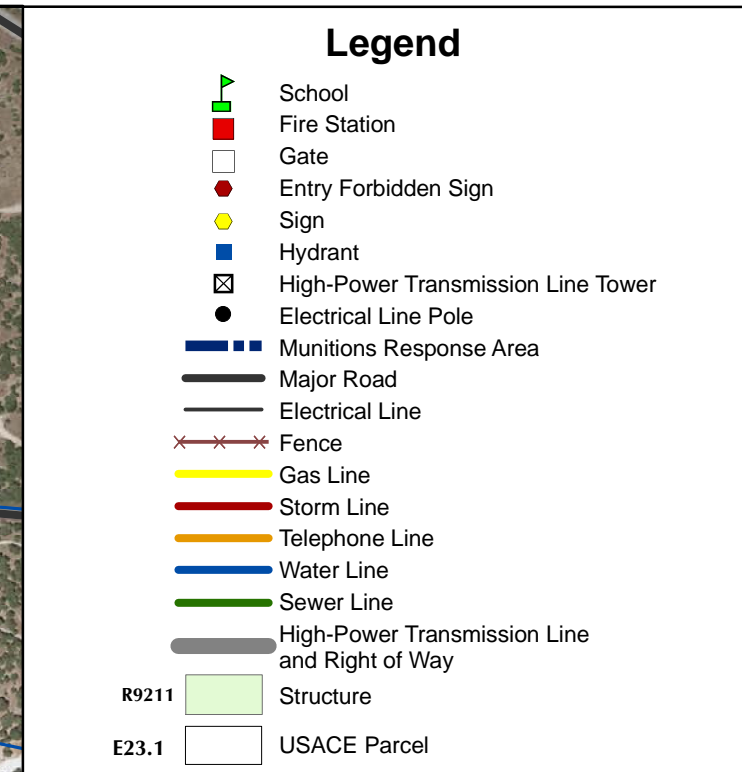 Legend
School
Fire Station
Gate
Entry Forbidden Sign
Sign
Hydrant
High-Power Transmission Line Tower
Electrical Line Pole
Munitions Response Area
Major Road
Electrical Line
Fence
Gas Line
Storm Line
Telephone Line
Water Line
Sewer Line
High-Power Transmission Line
and Right of Way
R9211 Structure
E23.1 USACE Parcel